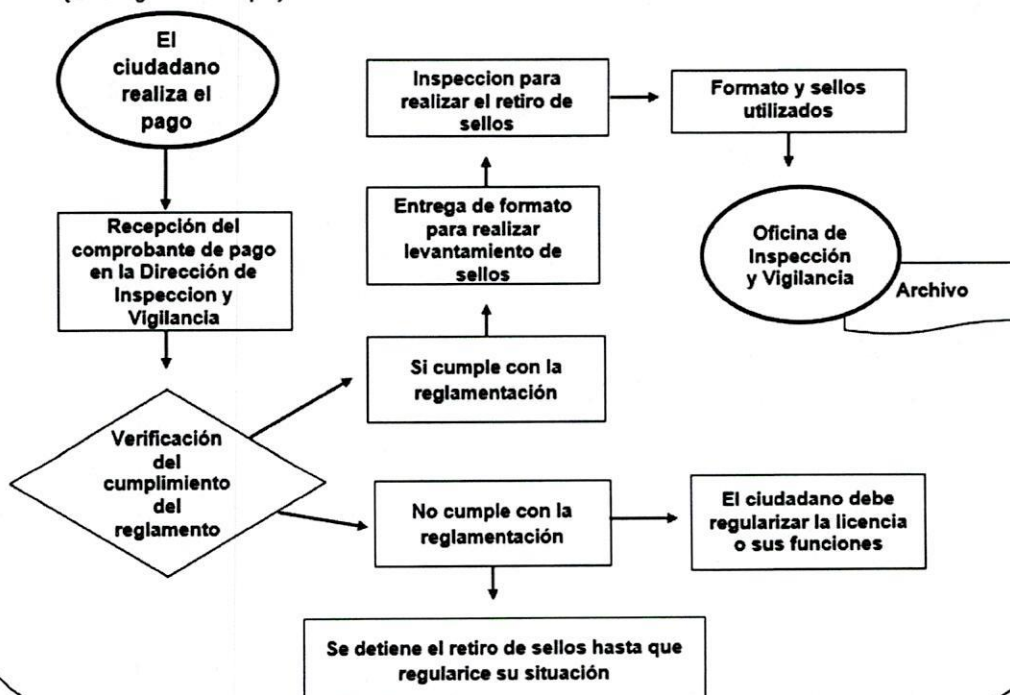 El
ciudadano
realiza el
pago
Recepción del
comprobante de pago
en la Dirección de
Inspeccion y
Vigilancia
Verificación
del
cumplimiento
del
reglamento
Si cumple con la
reglamentación
Entrega de formato
para realizar
levantamiento de
sellos
Inspeccion para
realizar el retiro de
sellos
Formato y sellos
utilizados
Oficina de
Inspección
y Vigilancia
Archivo
No cumple con la
reglamentación
El ciudadano debe
regularizar la licencia
o sus funciones
Se detiene el retiro de sellos hasta que
regularice su situación